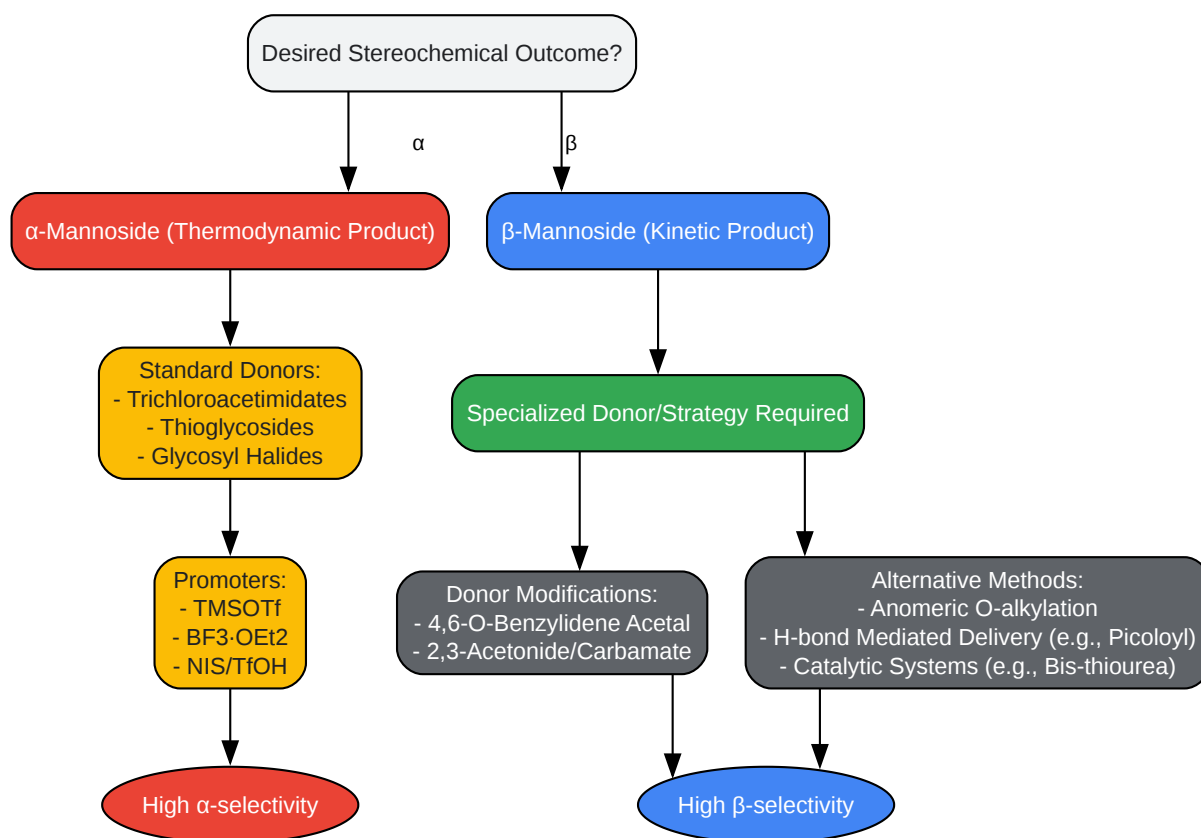 Desired Stereochemical Outcome?
α
β
α-Mannoside (Thermodynamic Product)
β-Mannoside (Kinetic Product)
Standard Donors:
- Trichloroacetimidates
- Thioglycosides
- Glycosyl Halides
Specialized Donor/Strategy Required
Promoters:
- TMSOTf
- BF3·OEt2
- NIS/TfOH
Donor Modifications:
- 4,6-O-Benzylidene Acetal
- 2,3-Acetonide/Carbamate
Alternative Methods:
- Anomeric O-alkylation
- H-bond Mediated Delivery (e.g., Picoloyl)
- Catalytic Systems (e.g., Bis-thiourea)
High α-selectivity
High β-selectivity